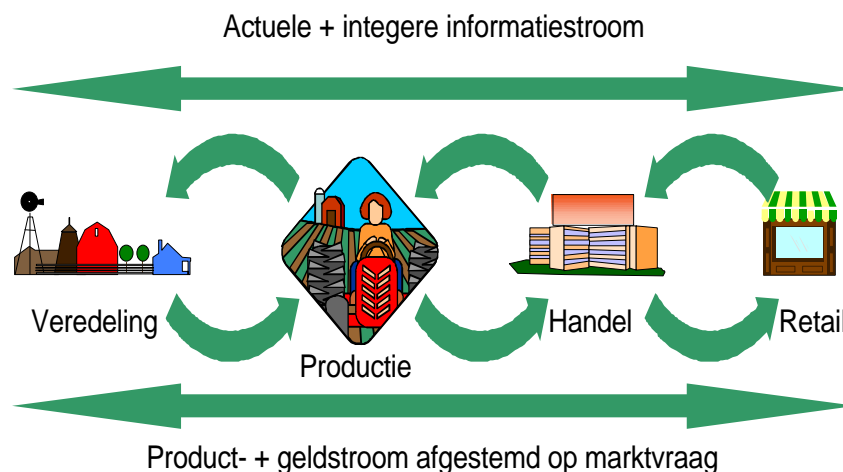 Actuele + integere informatiestroom
Veredeling
Productie
Handel
Retail
Product- + geldstroom afgestemd op marktvraag